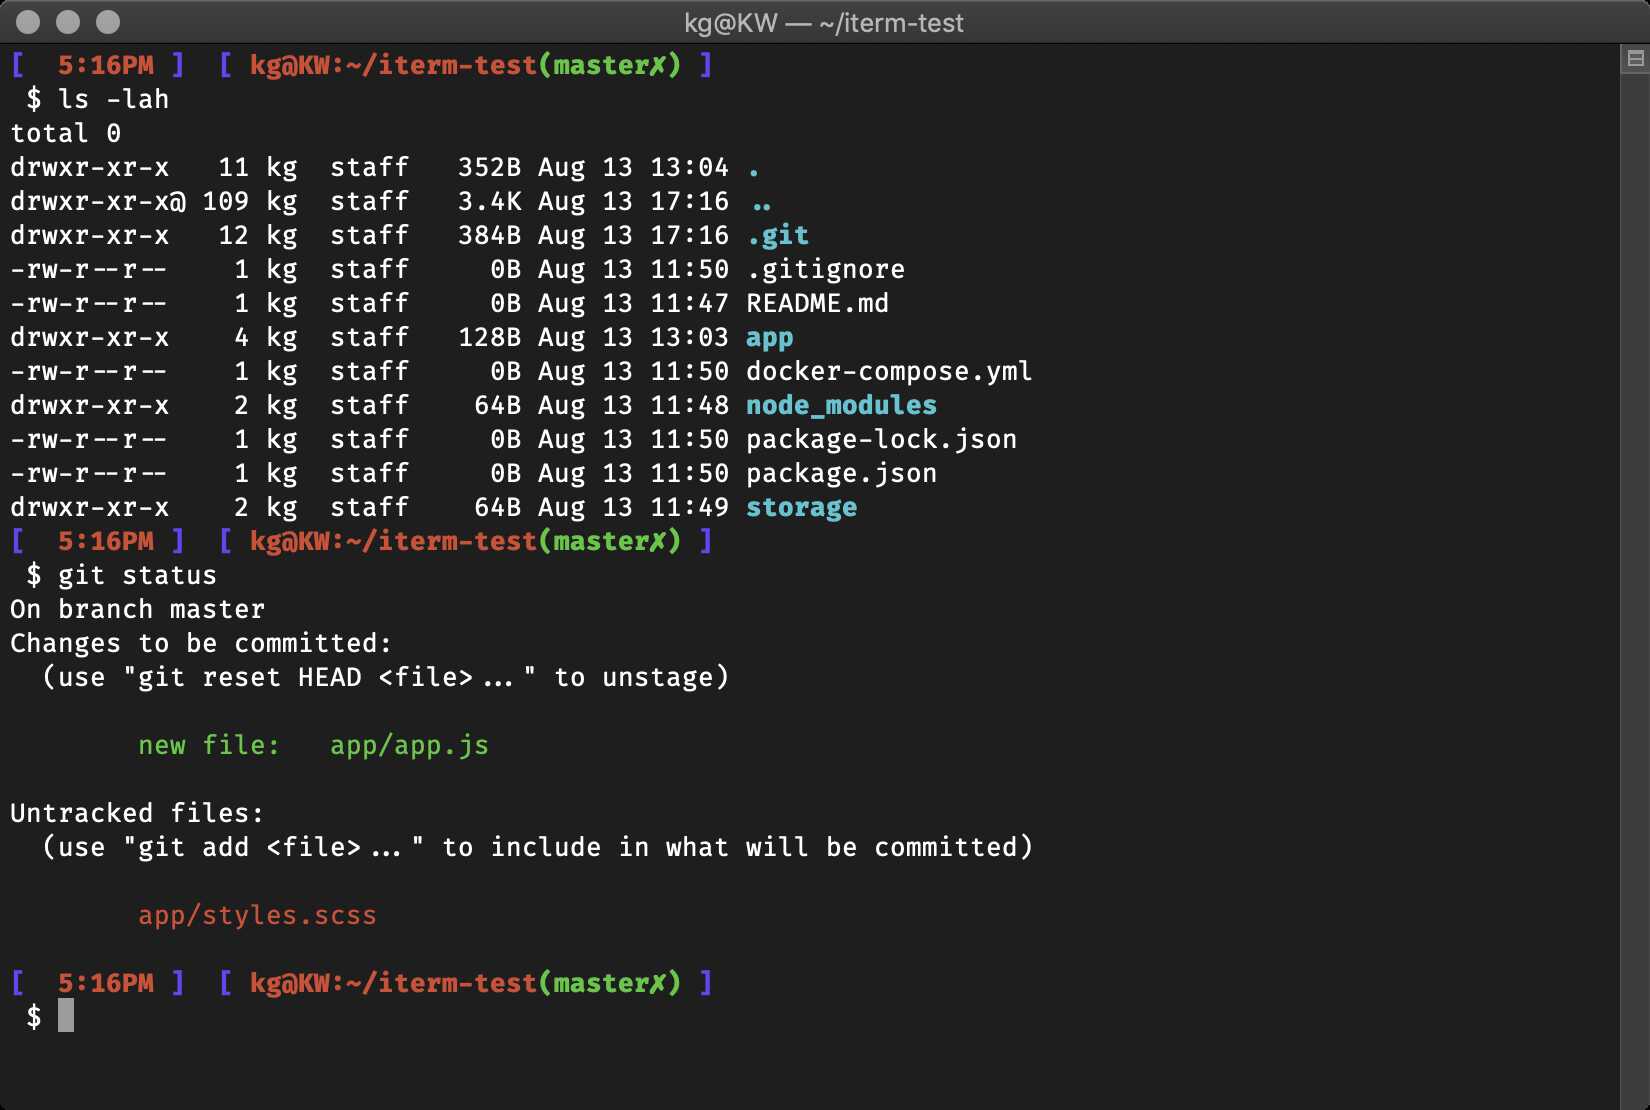 kg@KW — ~/iterm-test
[  5:16PM ]  [ kg@KW:~/iterm-test(master✗) ]
 $ ls -lah
total 0
drwxr-xr-x   11 kg  staff   352B Aug 13 13:04 .
drwxr-xr-x@ 109 kg  staff   3.4K Aug 13 17:16 ..
drwxr-xr-x   12 kg  staff   384B Aug 13 17:16 .git
-rw-r--r--    1 kg  staff     0B Aug 13 11:50 .gitignore
-rw-r--r--    1 kg  staff     0B Aug 13 11:47 README.md
drwxr-xr-x    4 kg  staff   128B Aug 13 13:03 app
-rw-r--r--    1 kg  staff     0B Aug 13 11:50 docker-compose.yml
drwxr-xr-x    2 kg  staff    64B Aug 13 11:48 node_modules
-rw-r--r--    1 kg  staff     0B Aug 13 11:50 package-lock.json
-rw-r--r--    1 kg  staff     0B Aug 13 11:50 package.json
drwxr-xr-x    2 kg  staff    64B Aug 13 11:49 storage
[  5:16PM ]  [ kg@KW:~/iterm-test(master✗) ]
 $ git status
On branch master
Changes to be committed:
  (use "git reset HEAD <file>..." to unstage)
        new file:   app/app.js
Untracked files:
  (use "git add <file>..." to include in what will be committed)
        app/styles.scss
[  5:16PM ]  [ kg@KW:~/iterm-test(master✗) ]
 $